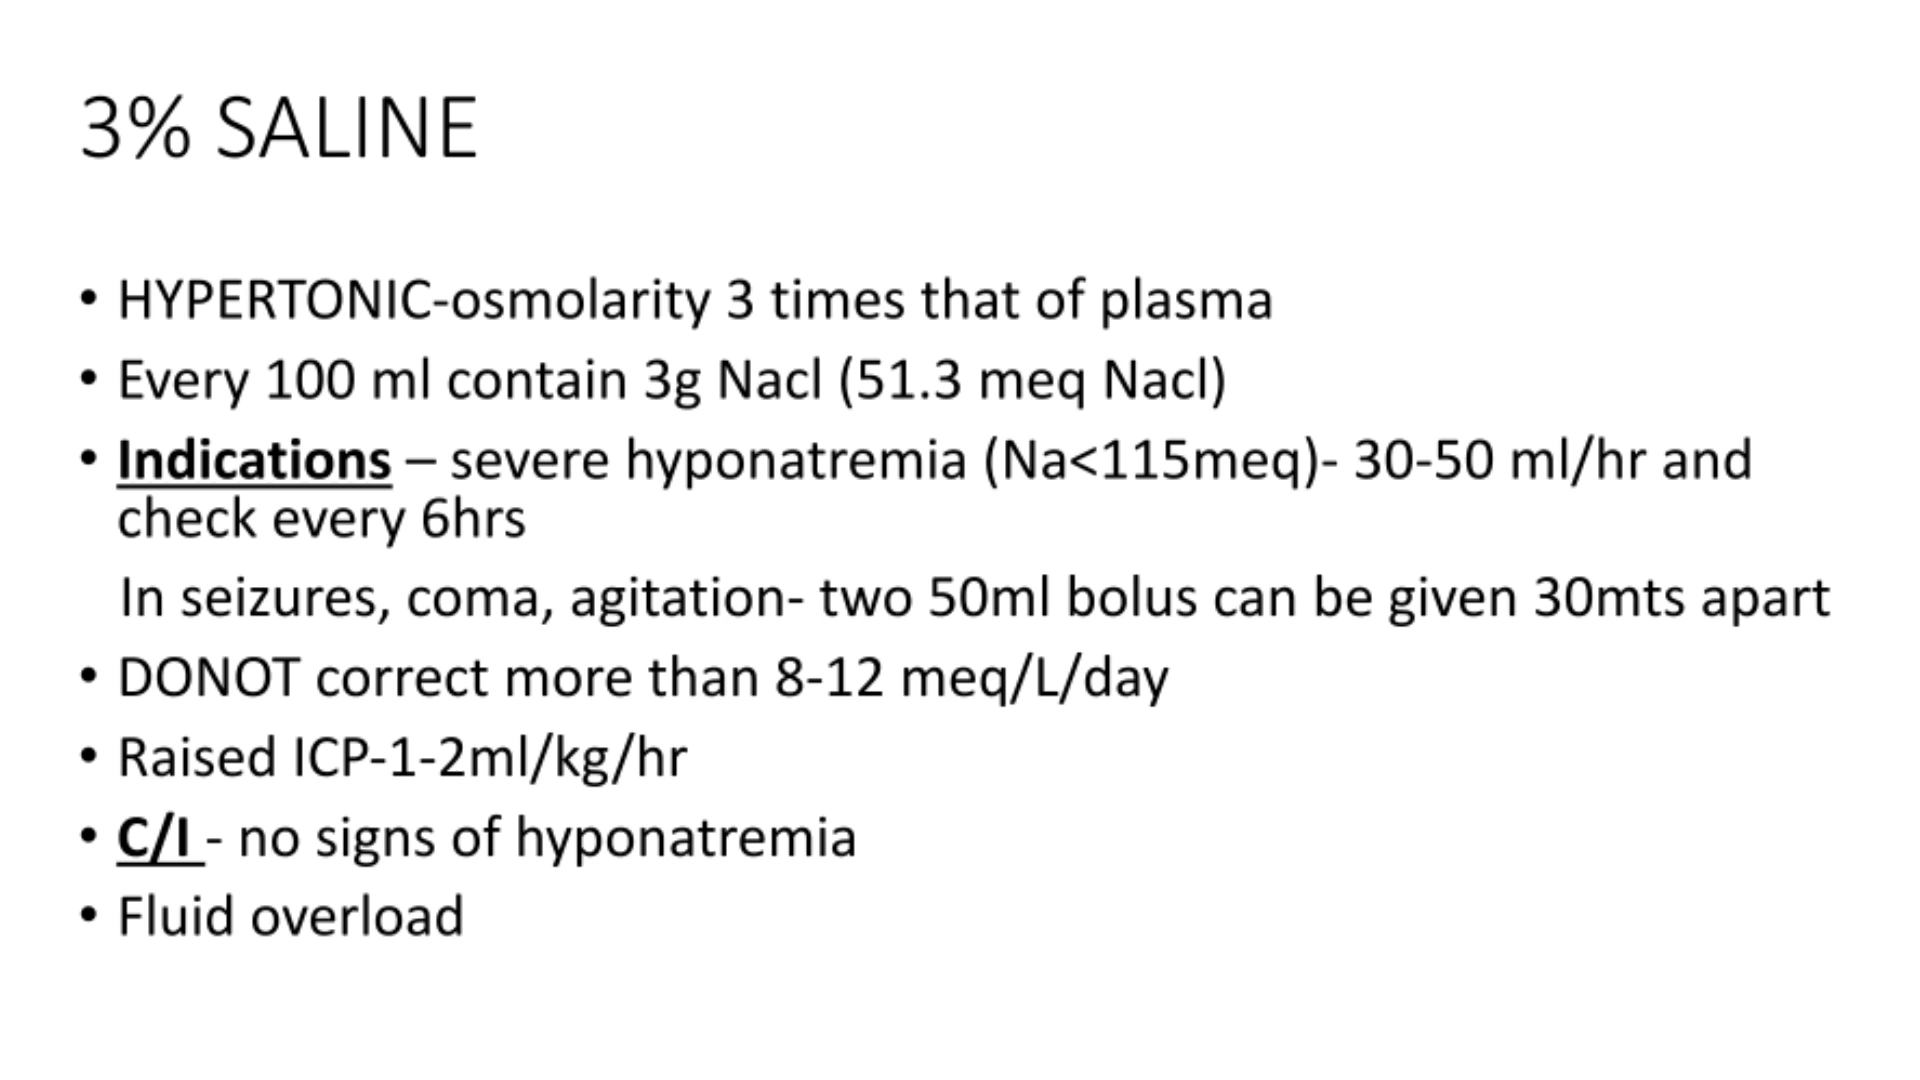 3% SALINE
• HYPERTONIC-osmolarity 3 times that of plasma
• Every 100 ml contain 3g Nacl (51.3 meq Nacl)
• Indications – severe hyponatremia (Na<115meq)- 30-50 ml/hr and
check every 6hrs
In seizures, coma, agitation- two 50ml bolus can be given 30mts apart
• DONOT correct more than 8-12 meq/L/day
• Raised ICP-1-2ml/kg/hr
• C/I - no signs of hyponatremia
• Fluid overload